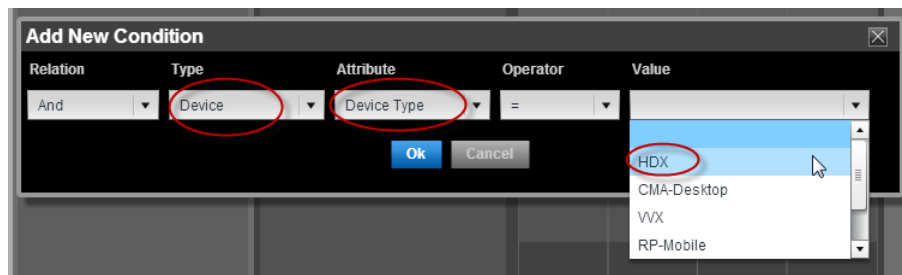 Add New Condition
Relation Type Attribute Operator Value
And Device Device Type =
Ok Cancel
HDX
CMA-Desktop
VVX
RP-Mobile